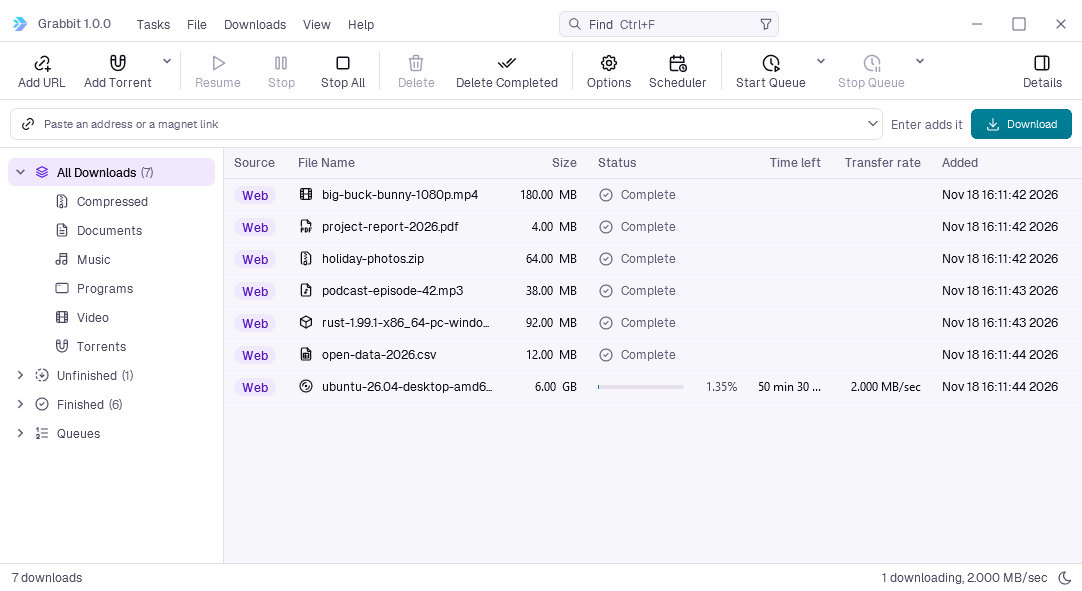 Grabbit 1.0.0 Tasks File Downloads View Help Find Ctrl+F
Add URL Add Torrent Resume Stop Stop All Delete Delete Completed Options Scheduler Start Queue Stop Queue Details
Paste an address or a magnet link Enter adds it Download
All Downloads (7)
Compressed
Documents
Music
Programs
Video
Torrents
Unfinished (1)
Finished (6)
Queues
Source File Name Size Status Time left Transfer rate Added
Web big-buck-bunny-1080p.mp4 180.00 MB Complete Nov 18 16:11:42 2026
Web project-report-2026.pdf 4.00 MB Complete Nov 18 16:11:42 2026
Web holiday-photos.zip 64.00 MB Complete Nov 18 16:11:42 2026
Web podcast-episode-42.mp3 38.00 MB Complete Nov 18 16:11:43 2026
Web rust-1.99.1-x86_64-pc-windo... 92.00 MB Complete Nov 18 16:11:43 2026
Web open-data-2026.csv 12.00 MB Complete Nov 18 16:11:44 2026
Web ubuntu-26.04-desktop-amd6... 6.00 GB 1.35% 50 min 30 ... 2.000 MB/sec Nov 18 16:11:44 2026
7 downloads 1 downloading, 2.000 MB/sec